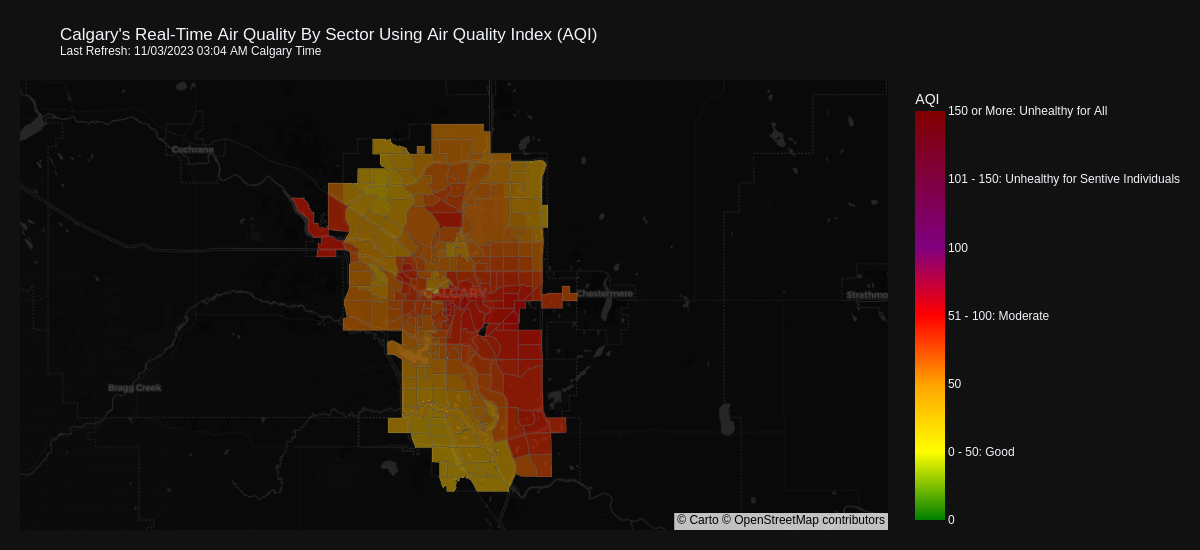 Calgary's Real-Time Air Quality By Sector Using Air Quality Index (AQI)
Last Refresh: 11/03/2023 03:04 AM Calgary Time
AQI
150 or More: Unhealthy for All
101 - 150: Unhealthy for Sentive Individuals
100
51 - 100: Moderate
50
0 - 50: Good
0
Cochrane
CALGARY
Chestermere
Strathmo
Bragg Creek
© Carto © OpenStreetMap contributors